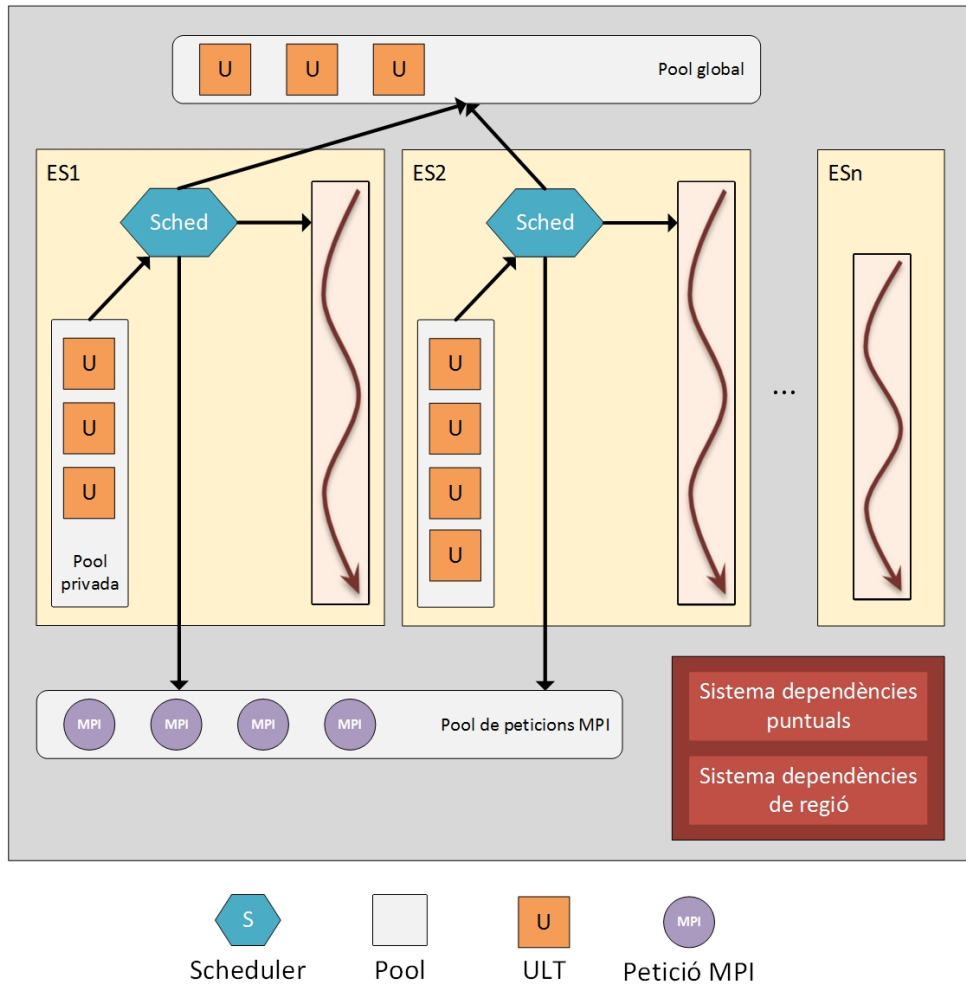 U U U
Pool global
ES1
ES2
ESn
Sched
Sched
U
U
U
Pool
privada
U
U
U
U
...
MPI MPI MPI MPI
Pool de peticions MPI
Sistema dependències
puntuals
Sistema dependències
de regió
S
U
MPI
Scheduler
Pool
ULT
Petició MPI